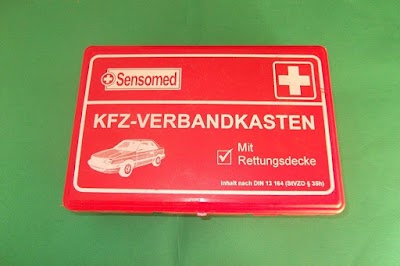 Sensomed
KFZ-VERBANDKASTEN
Mit
Rettungsdecke
Inhalt nach DIN 13 164 (StVZO § 35h)